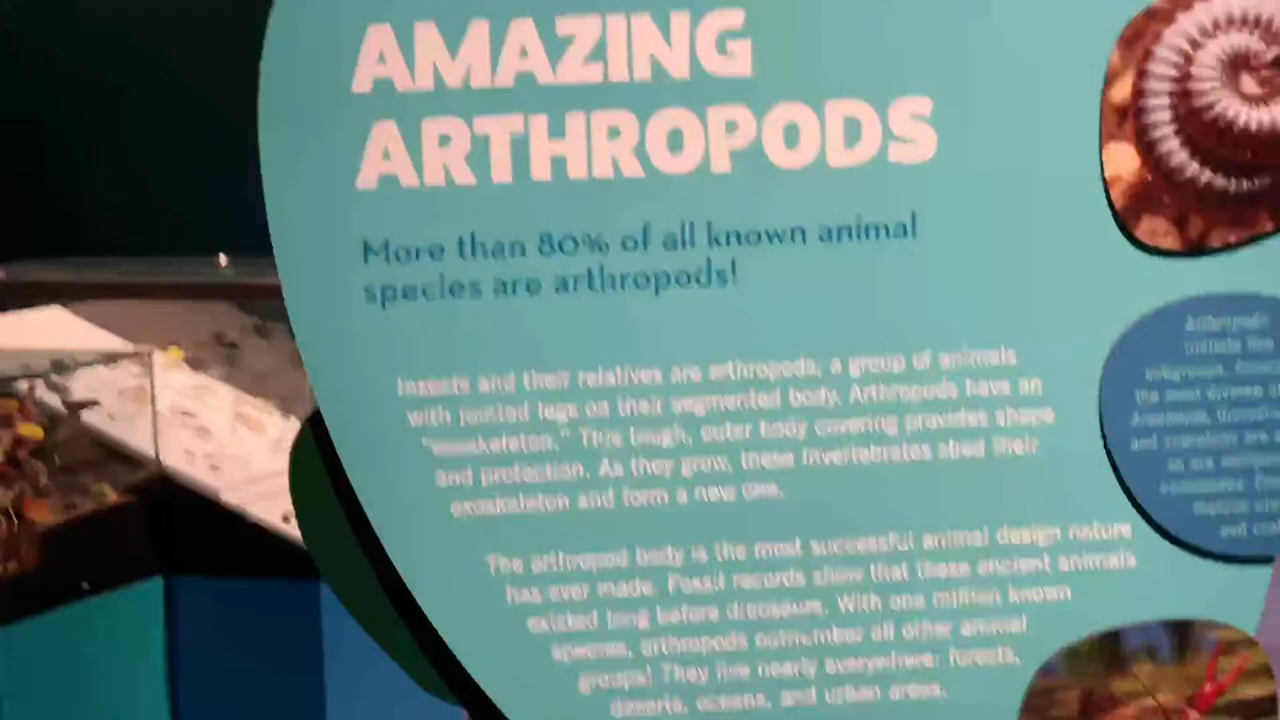 AMAZING
ARTHROPODS
More than 80% of all known animal
species are arthropods!
Insects and their relatives are arthropods, a group of animals
with jointed legs on their segmented body. Arthropods have an
"exoskeleton." This tough, outer body covering provides shape
and protection. As they grow, these invertebrates shed their
exoskeleton and form a new one.
The arthropod body is the most successful animal design nature
has ever made. Fossil records show that these ancient animals
existed long before dinosaurs. With one million known
species, arthropods outnumber all other animal
groups! They live nearly everywhere: forests,
deserts, oceans, and urban areas.
Arthropods
include
the most diverse